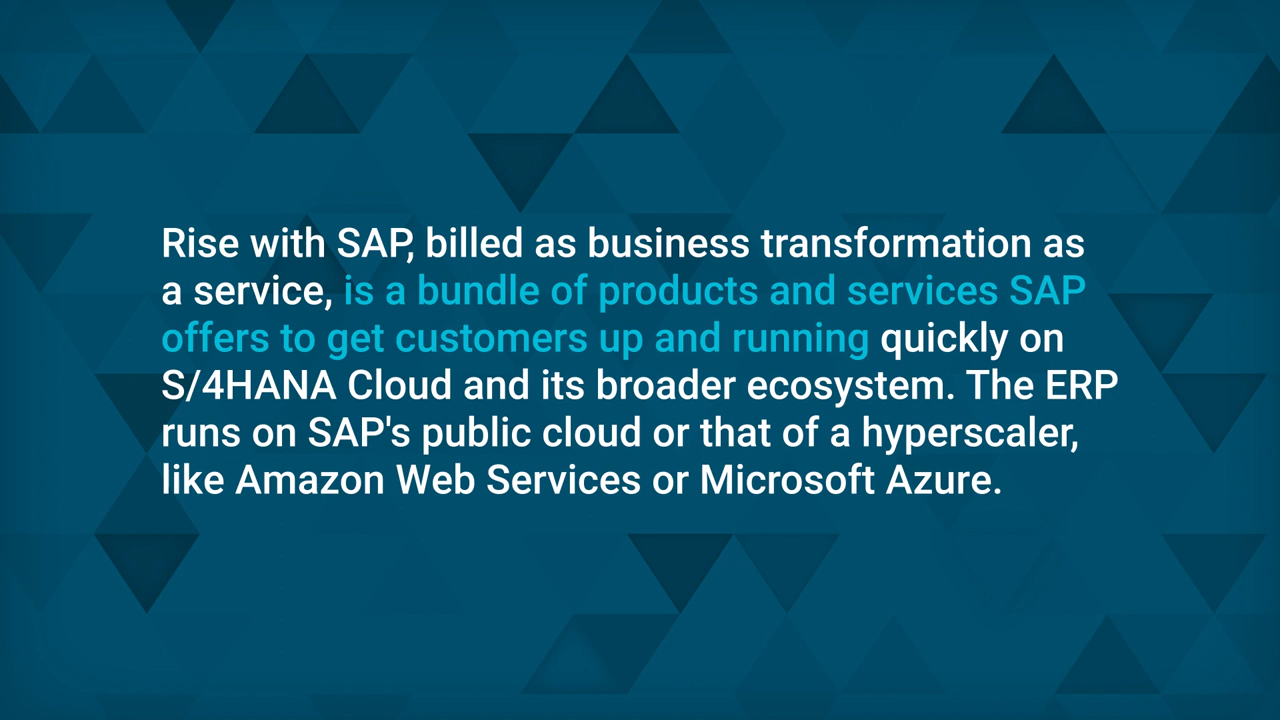 Rise with SAP, billed as business transformation as
a service, is a bundle of products and services SAP
offers to get customers up and running quickly on
S/4HANA Cloud and its broader ecosystem. The ERP
runs on SAP's public cloud or that of a hyperscaler,
like Amazon Web Services or Microsoft Azure.